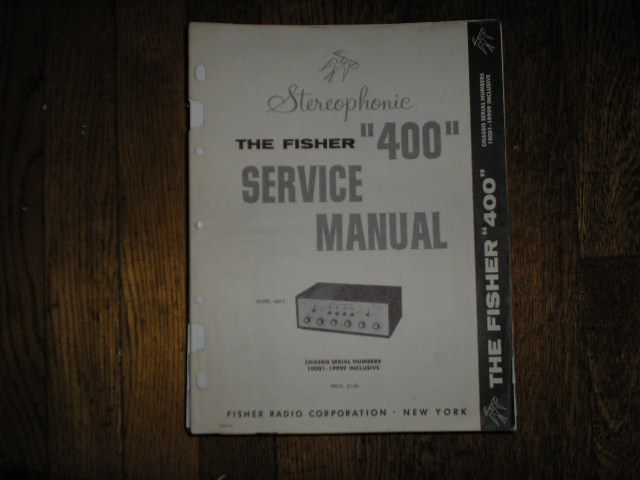 Stereophonic
THE FISHER "400"
SERVICE
MANUAL
CHASSIS SERIAL NUMBERS
10001-19999 INCLUSIVE
FISHER RADIO CORPORATION · NEW YORK
CHASSIS SERIAL NUMBERS
10001-19999 INCLUSIVE
THE FISHER "400"